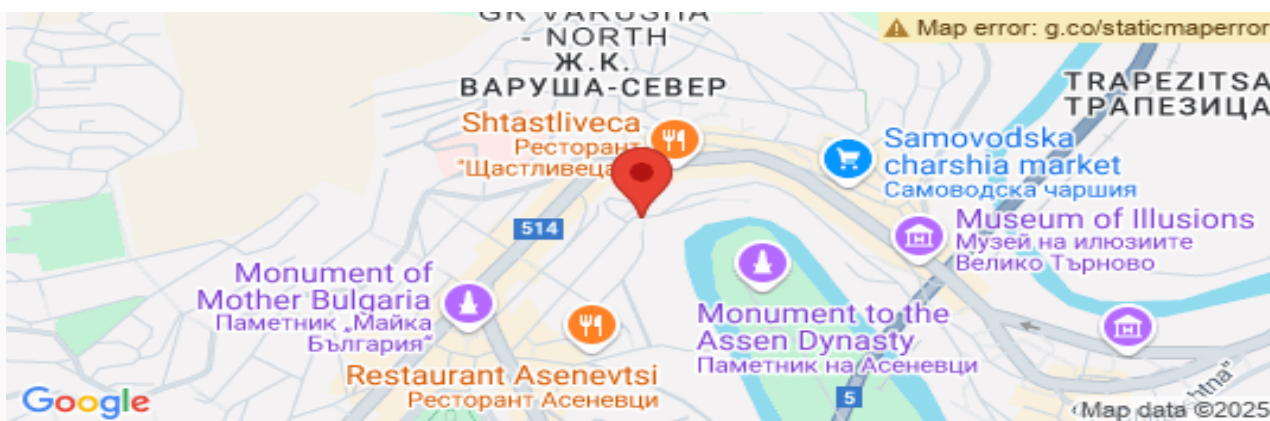 GK VARUSHA
- NORTH
Ж.К.
ВАРУША-СЕВЕР
Map error: g.co/staticmaperror
TRAPEZITSA
ТРАПЕЗИЦА
Shtastliveca
Ресторант
"Щастливеца
Samovodska
charshia market
Самоводска чаршия
514
Museum of Illusions
Музей на илюзиите
Велико Търново
Monument of
Mother Bulgaria
Паметник „Майка
България“
Monument to the
Assen Dynasty
Паметник на Асеневци
Restaurant Asenevtsi
Ресторант Асеневци
5
Google
Map data ©2025